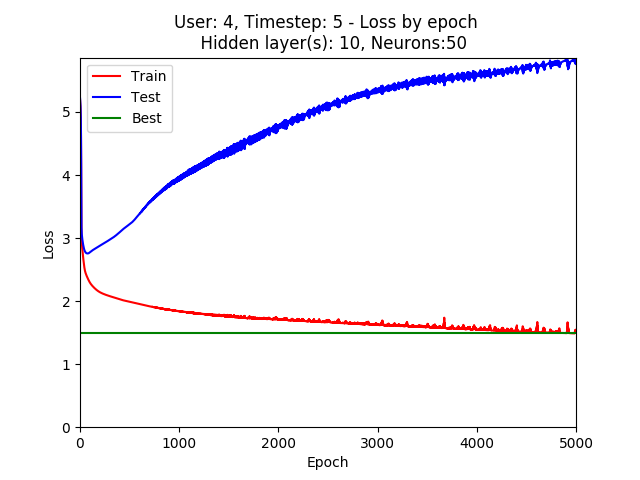 User: 4, Timestep: 5 - Loss by epoch
Hidden layer(s): 10, Neurons:50
Train
Test
Best
Loss
5
4
3
2
1
0
0 1000 2000 3000 4000 5000
Epoch